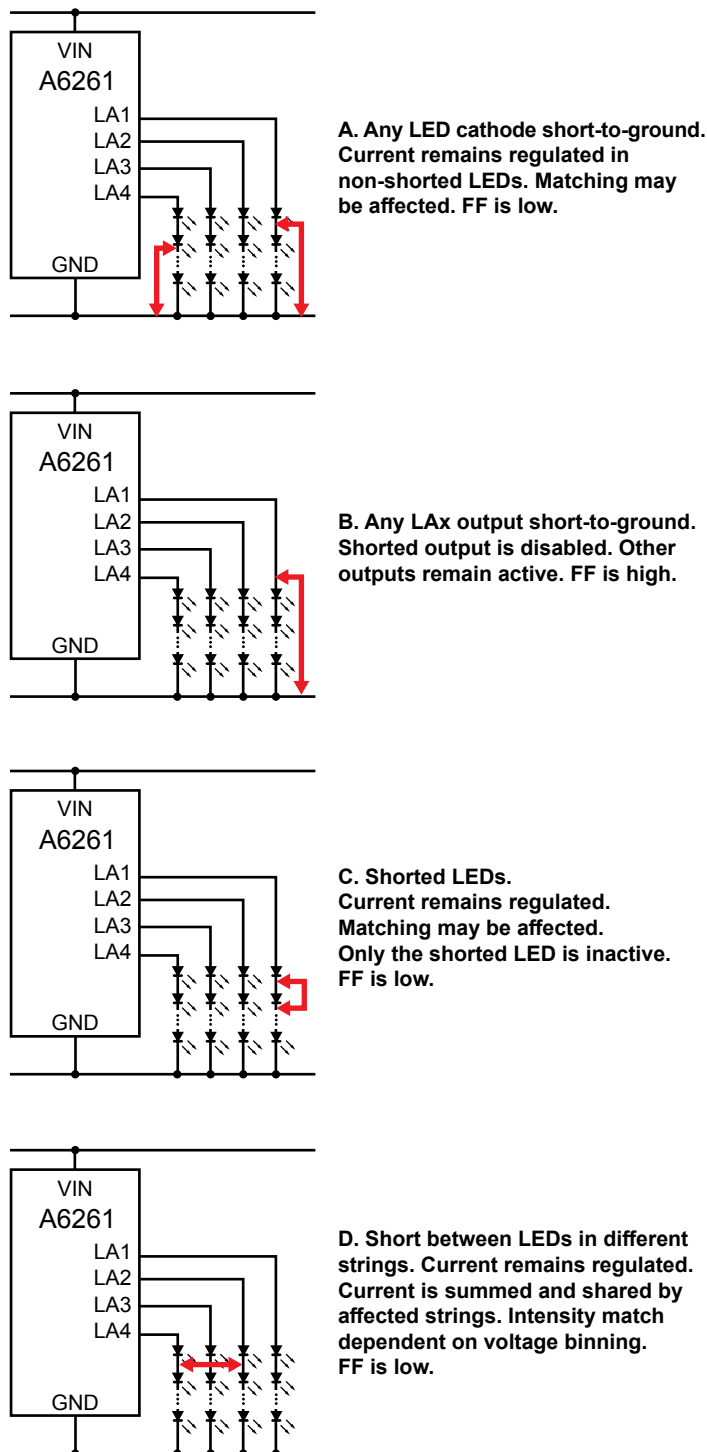 VIN
A6261
LA1
LA2
LA3
LA4
GND
A. Any LED cathode short-to-ground.
Current remains regulated in
non-shorted LEDs. Matching may
be affected. FF is low.
VIN
A6261
LA1
LA2
LA3
LA4
GND
B. Any LAx output short-to-ground.
Shorted output is disabled. Other
outputs remain active. FF is high.
VIN
A6261
LA1
LA2
LA3
LA4
GND
C. Shorted LEDs.
Current remains regulated.
Matching may be affected.
Only the shorted LED is inactive.
FF is low.
VIN
A6261
LA1
LA2
LA3
LA4
GND
D. Short between LEDs in different
strings. Current remains regulated.
Current is summed and shared by
affected strings. Intensity match
dependent on voltage binning.
FF is low.